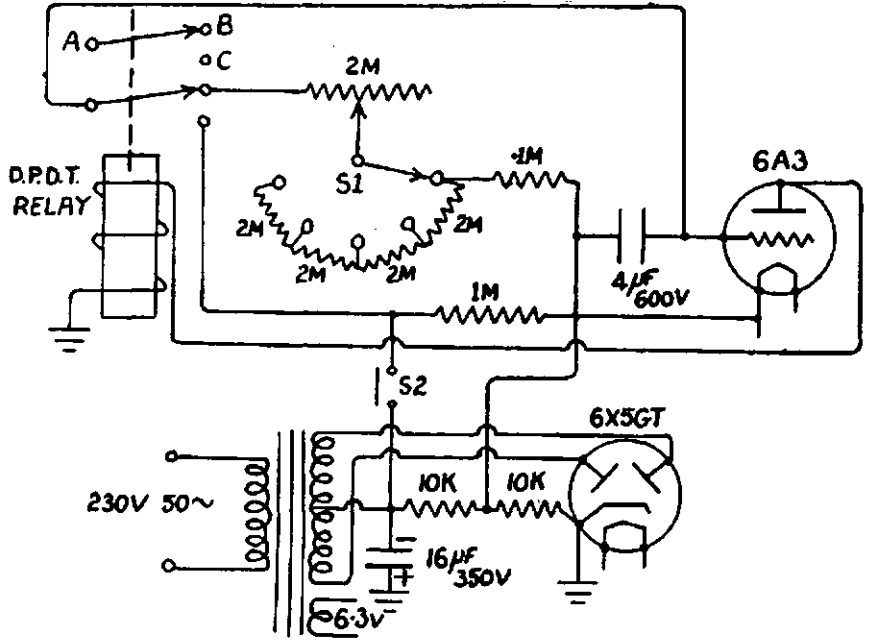 A
B
C
2M
D.P.D.T.
RELAY
S1
·1M
6A3
2M
2M
2M
2M
4µF
600V
1M
S2
6X5GT
230V 50~
10K
10K
16µF
350V
-
+
6·3V